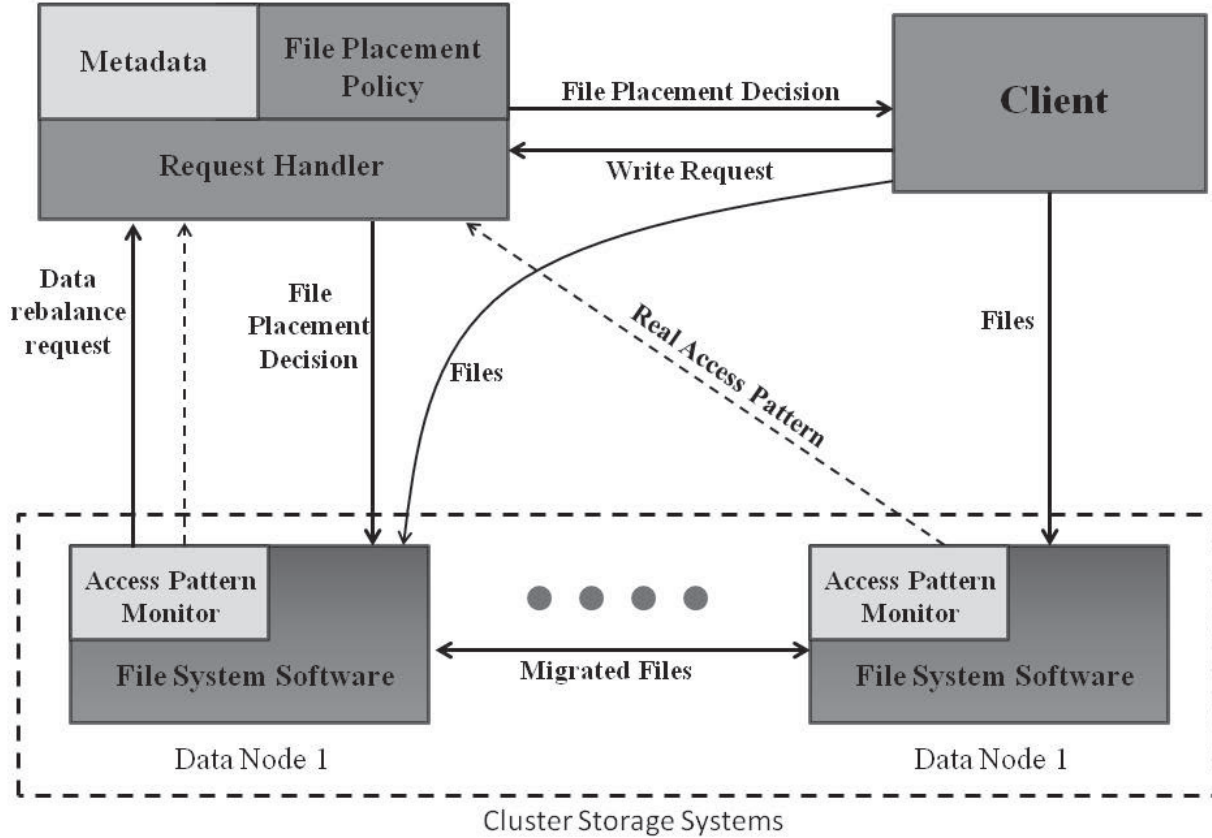 Metadata
File Placement
Policy
Request Handler
File Placement Decision
Write Request
Client
Data
rebalance
request
File
Placement
Decision
Files
Real Access Pattern
Files
Access Pattern
Monitor
File System Software
Migrated Files
Access Pattern
Monitor
File System Software
Data Node 1
Data Node 1
Cluster Storage Systems